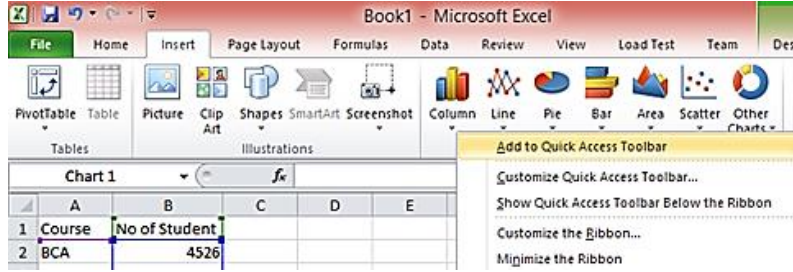 Book1 - Microsoft Excel
File Home Insert Page Layout Formulas Data Review View Load Test Team Des
PivotTable Table Picture Clip Art Shapes SmartArt Screenshot Column Line Pie Bar Area Scatter Other Charts
Tables Illustrations
Add to Quick Access Toolbar
Customize Quick Access Toolbar...
Show Quick Access Toolbar Below the Ribbon
Customize the Ribbon...
Minimize the Ribbon
Chart 1 fx
A B C D E
1 Course No of Student
2 BCA 4526